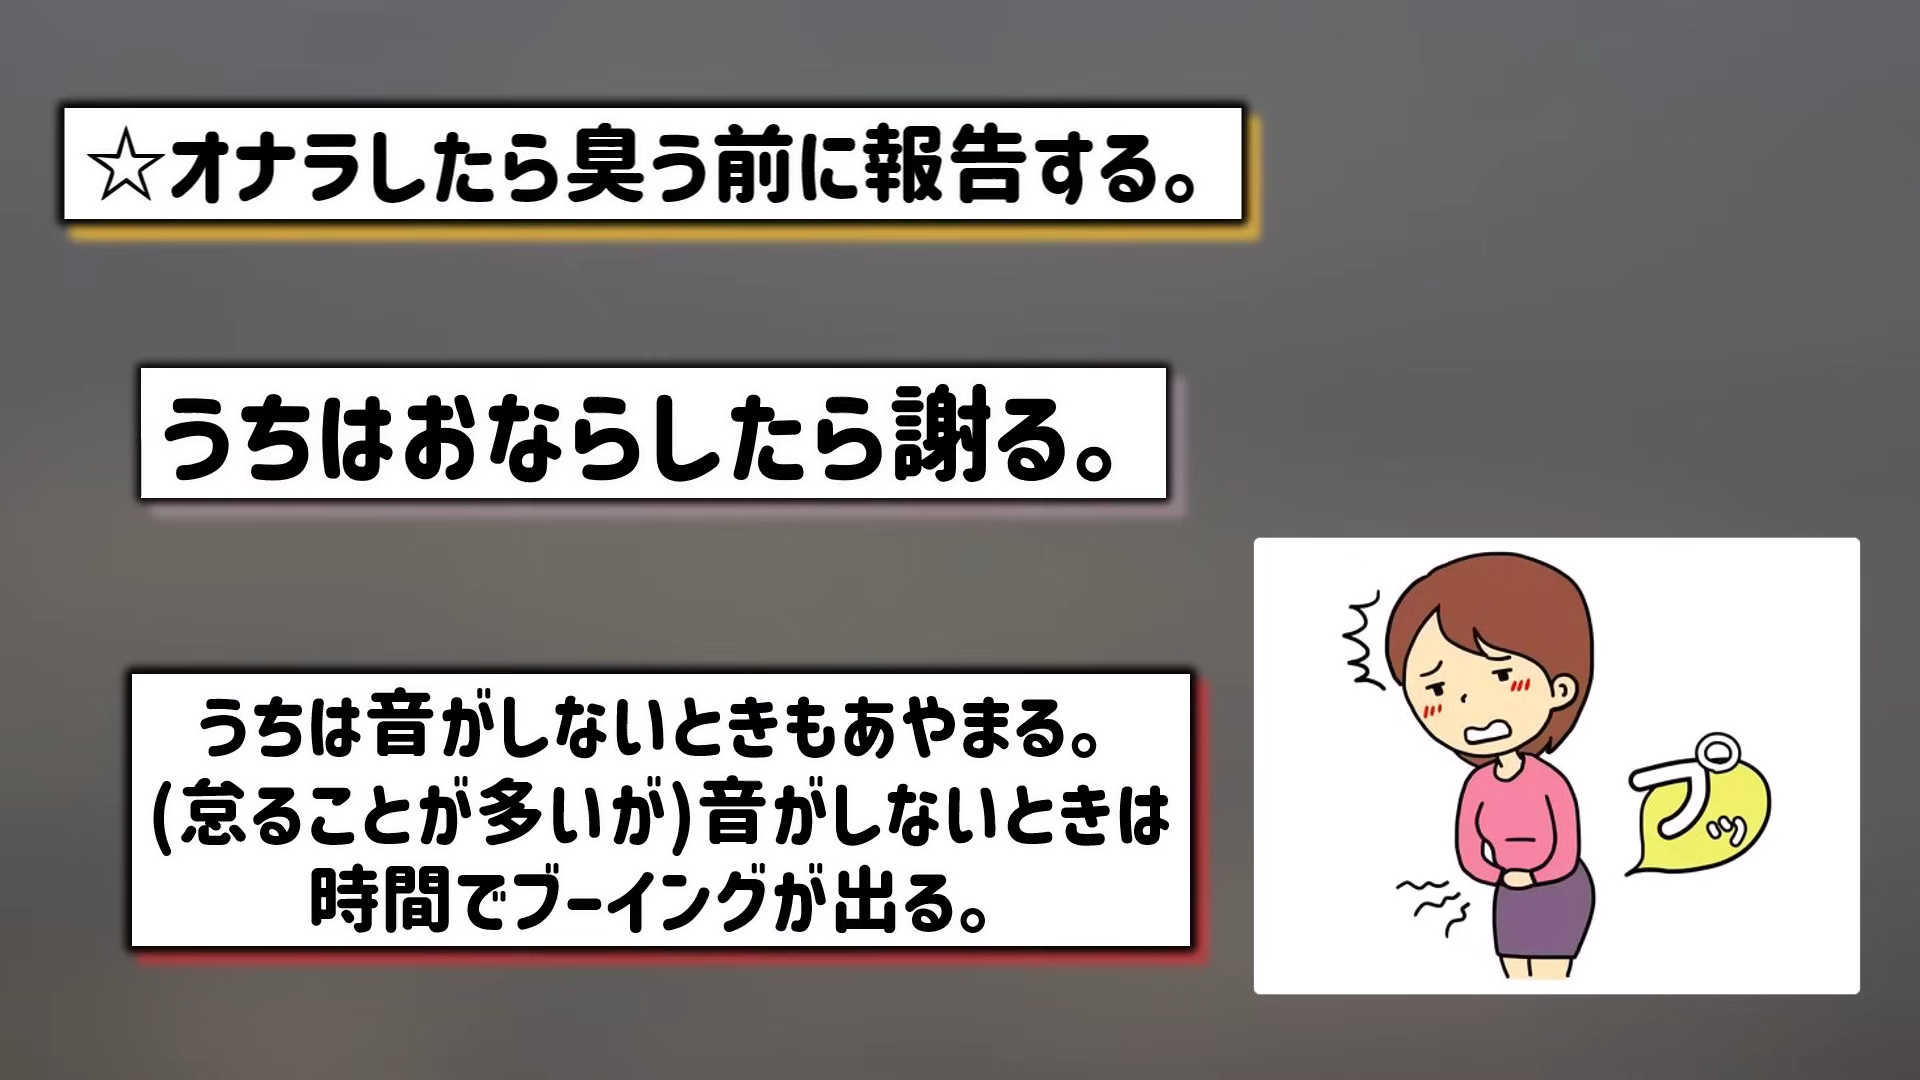 ☆オナラしたら臭う前に報告する。
うちはおならしたら謝る。
うちは音がしないときもあやまる。
(怠ることが多いが)音がしないときは
時間でブーイングが出る。
プッ